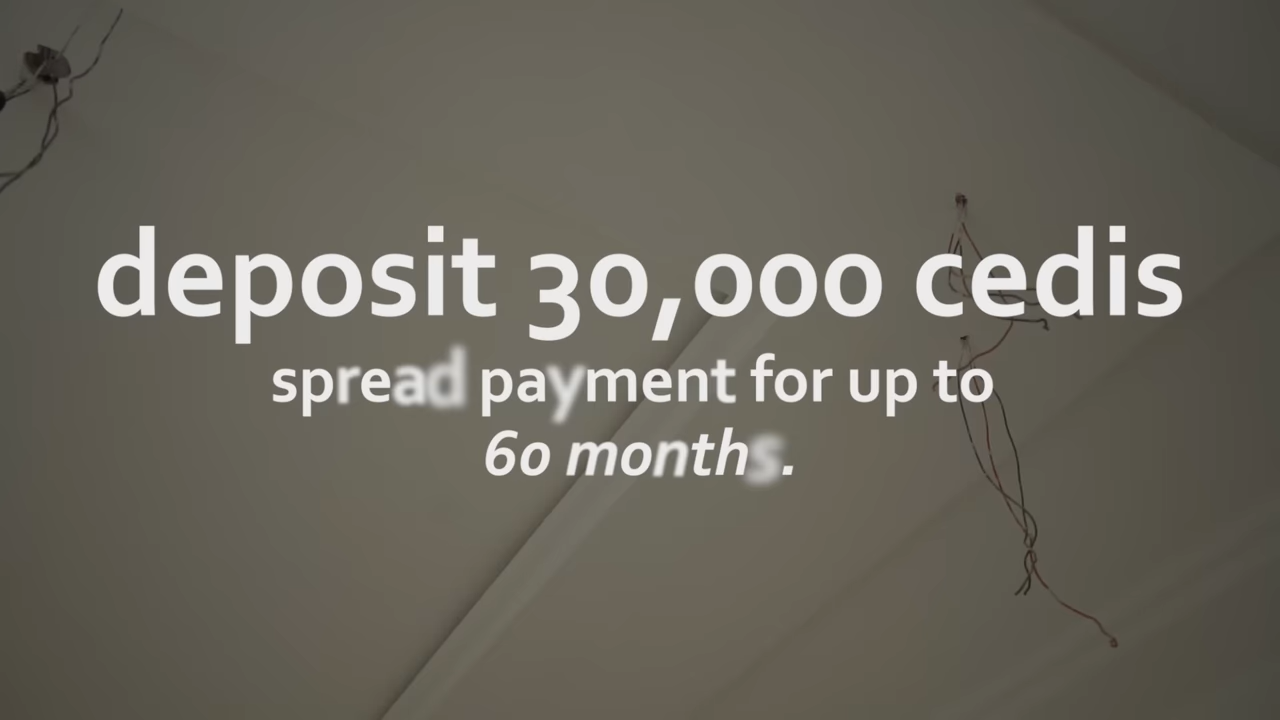 deposit 30,000 cedis
spread payment for up to
60 months.